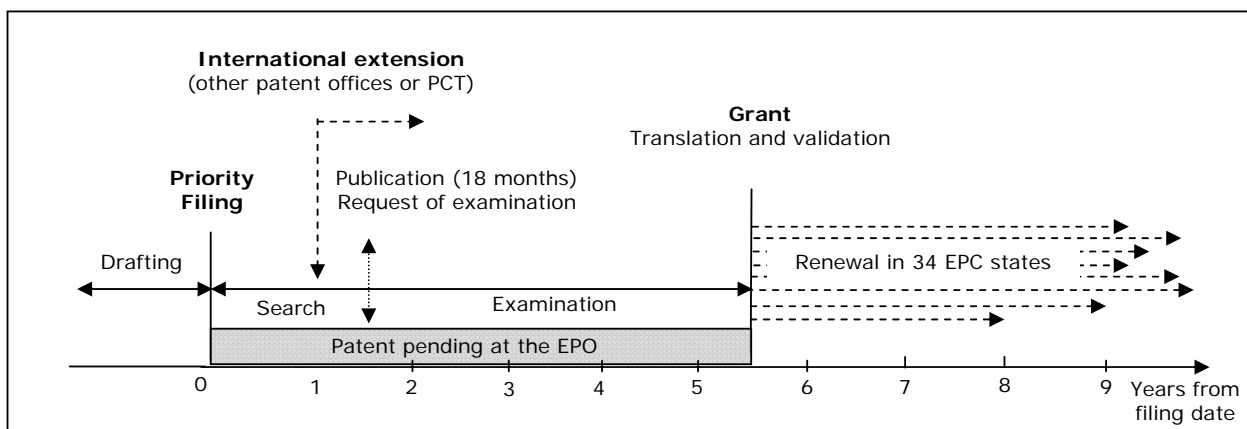 International extension
(other patent offices or PCT)
Grant
Translation and validation
Priority
Filing
Publication (18 months)
Request of examination
Drafting
Renewal in 34 EPC states
Search
Examination
Patent pending at the EPO
0 1 2 3 4 5 6 7 8 9 Years from
filing date